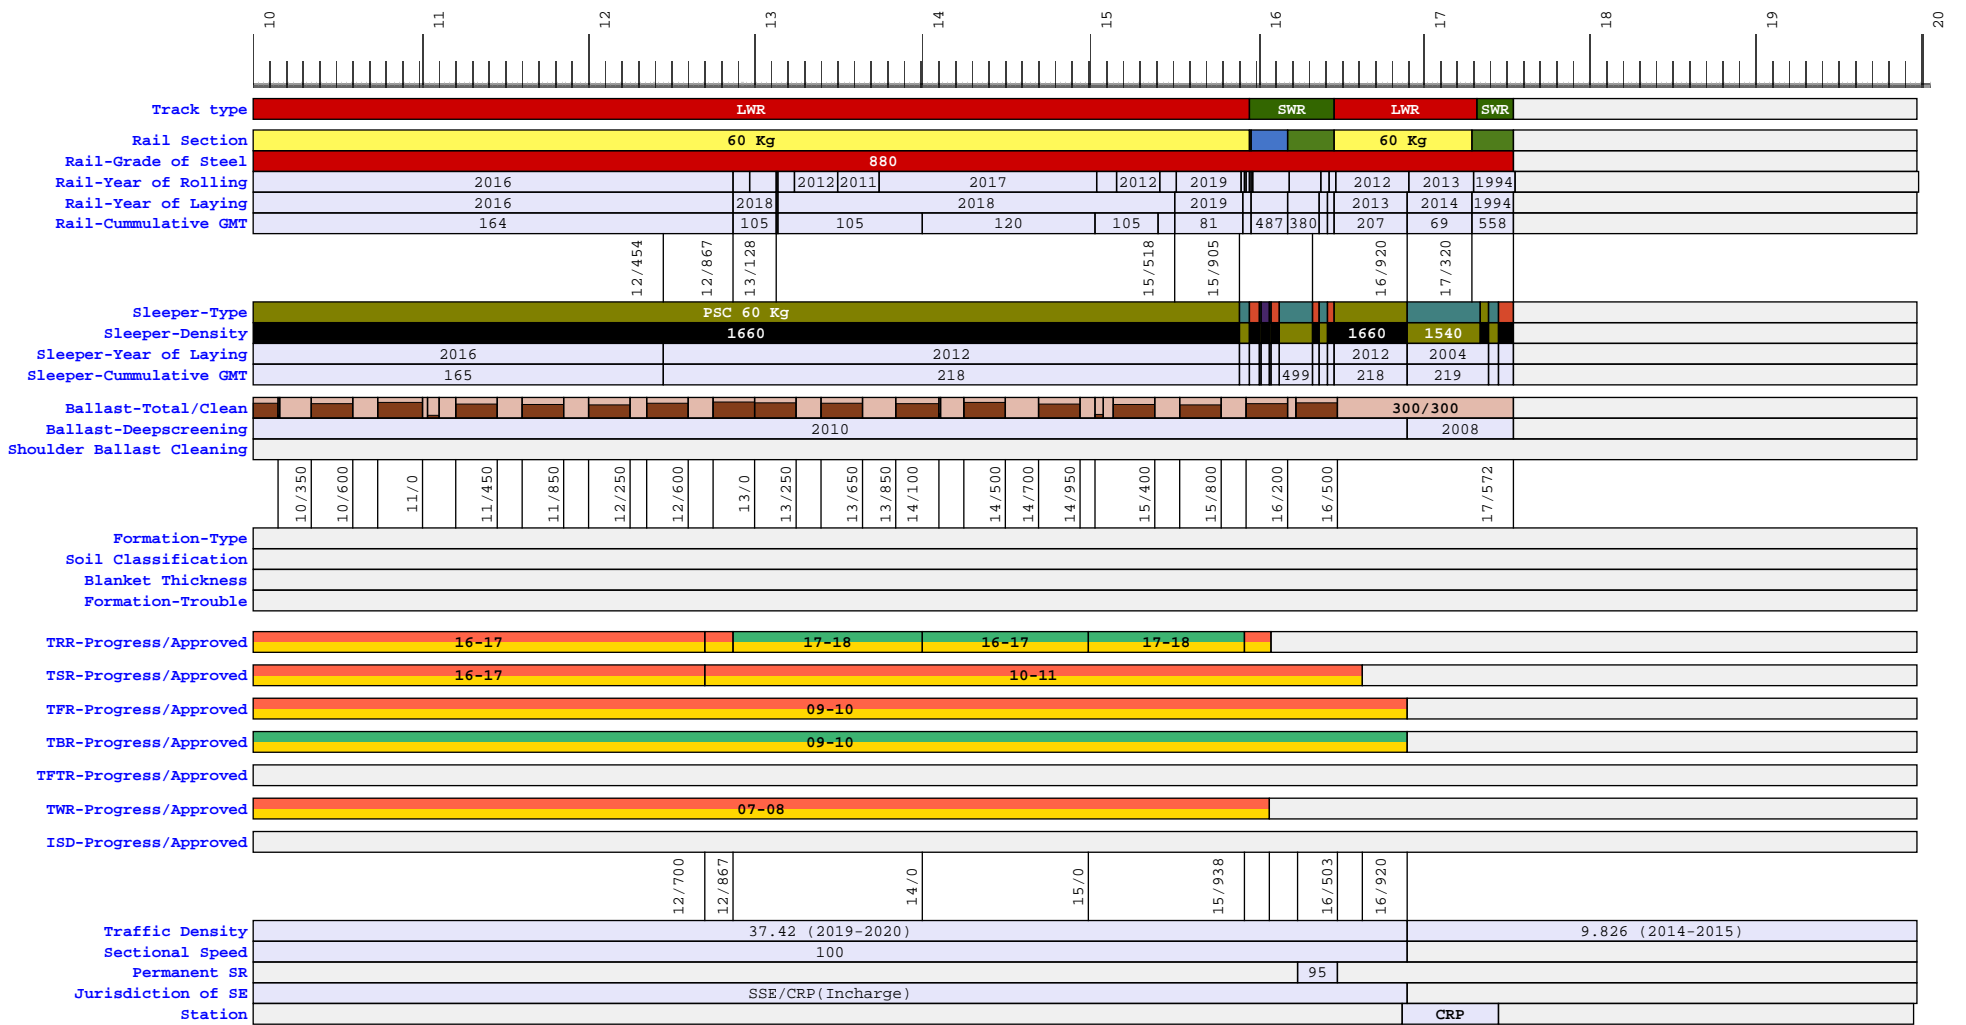 10 11 12 13 14 15 16 17 18 19 20
Track type LWR SWR LWR SWR
Rail Section 60 Kg 60 Kg
Rail-Grade of Steel 880
Rail-Year of Rolling 2016 2012 2011 2017 2012 2019 2012 2013 1994
Rail-Year of Laying 2016 2018 2018 2019 2013 2014 1994
Rail-Cummulative GMT 164 105 105 120 105 81 487 380 207 69 558
12/454 12/867 13/128 15/518 15/905 16/920 17/320
Sleeper-Type PSC 60 Kg
Sleeper-Density 1660 1660 1540
Sleeper-Year of Laying 2016 2012 2012 2004
Sleeper-Cummulative GMT 165 218 499 218 219
Ballast-Total/Clean 300/300
Ballast-Deepscreening 2010 2008
Shoulder Ballast Cleaning
10/350 10/600 11/0 11/450 11/850 12/250 12/600 13/0 13/250 13/650 13/850 14/100 14/500 14/700 14/950 15/400 15/800 16/200 16/500 17/572
Formation-Type
Soil Classification
Blanket Thickness
Formation-Trouble
TRR-Progress/Approved 16-17 17-18 16-17 17-18
TSR-Progress/Approved 16-17 10-11
TFR-Progress/Approved 09-10
TBR-Progress/Approved 09-10
TFTR-Progress/Approved
TWR-Progress/Approved 07-08
ISD-Progress/Approved
12/700 12/867 14/0 15/0 15/938 16/503 16/920
Traffic Density 37.42 (2019-2020) 9.826 (2014-2015)
Sectional Speed 100
Permanent SR 95
Jurisdiction of SE SSE/CRP(Incharge)
Station CRP